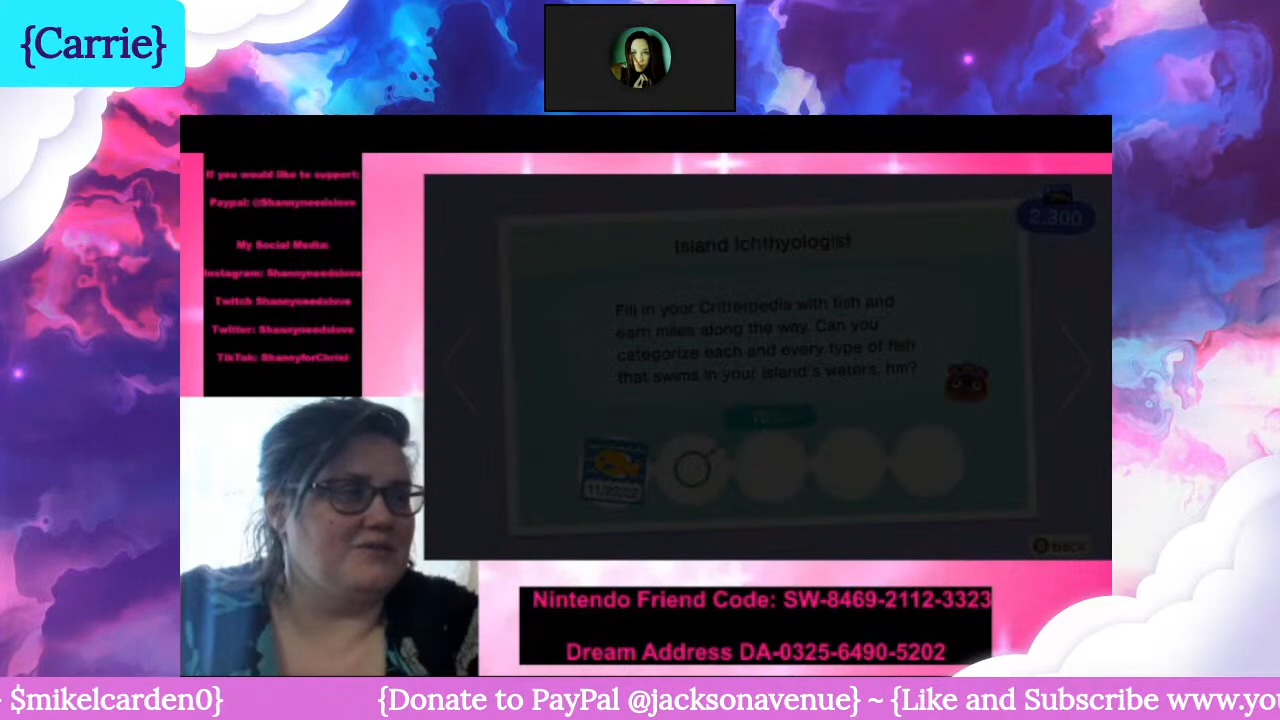 {Carrie}
If you would like to support:
Paypal: @Shannyneedslove
My Social Media:
Instagram: Shannyneedslove
Twitch Shannyneedslove
Twitter: Shannyneedslove
TikTok: ShannyforChrist
2,300
Island Ichthyologist
Fill in your Critterpedia with fish and
earn miles along the way. Can you
categorize each and every type of fish
that swims in your island's waters, hm?
11/22/22
Back
Nintendo Friend Code: SW-8469-2112-3323
Dream Address DA-0325-6490-5202
$mikelcarden0} {Donate to PayPal @jacksonavenue} ~ {Like and Subscribe www.you